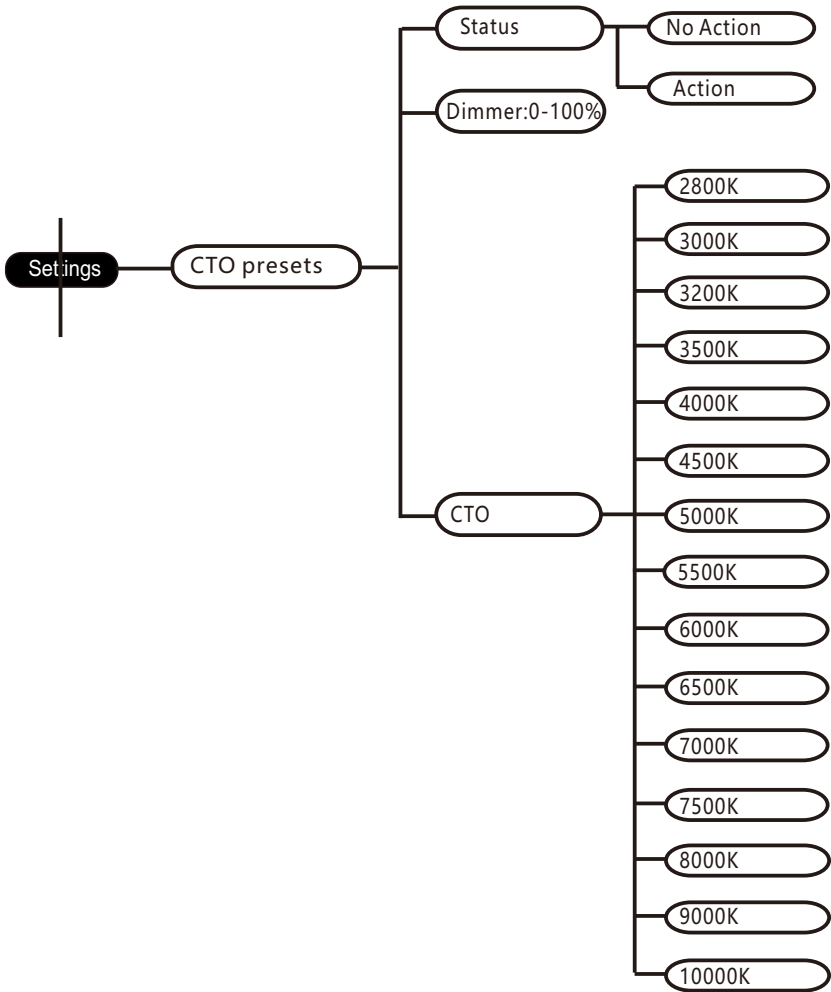 Status
No Action
Action
Dimmer:0-100%
Settings
CTO presets
CTO
2800K
3000K
3200K
3500K
4000K
4500K
5000K
5500K
6000K
6500K
7000K
7500K
8000K
9000K
10000K